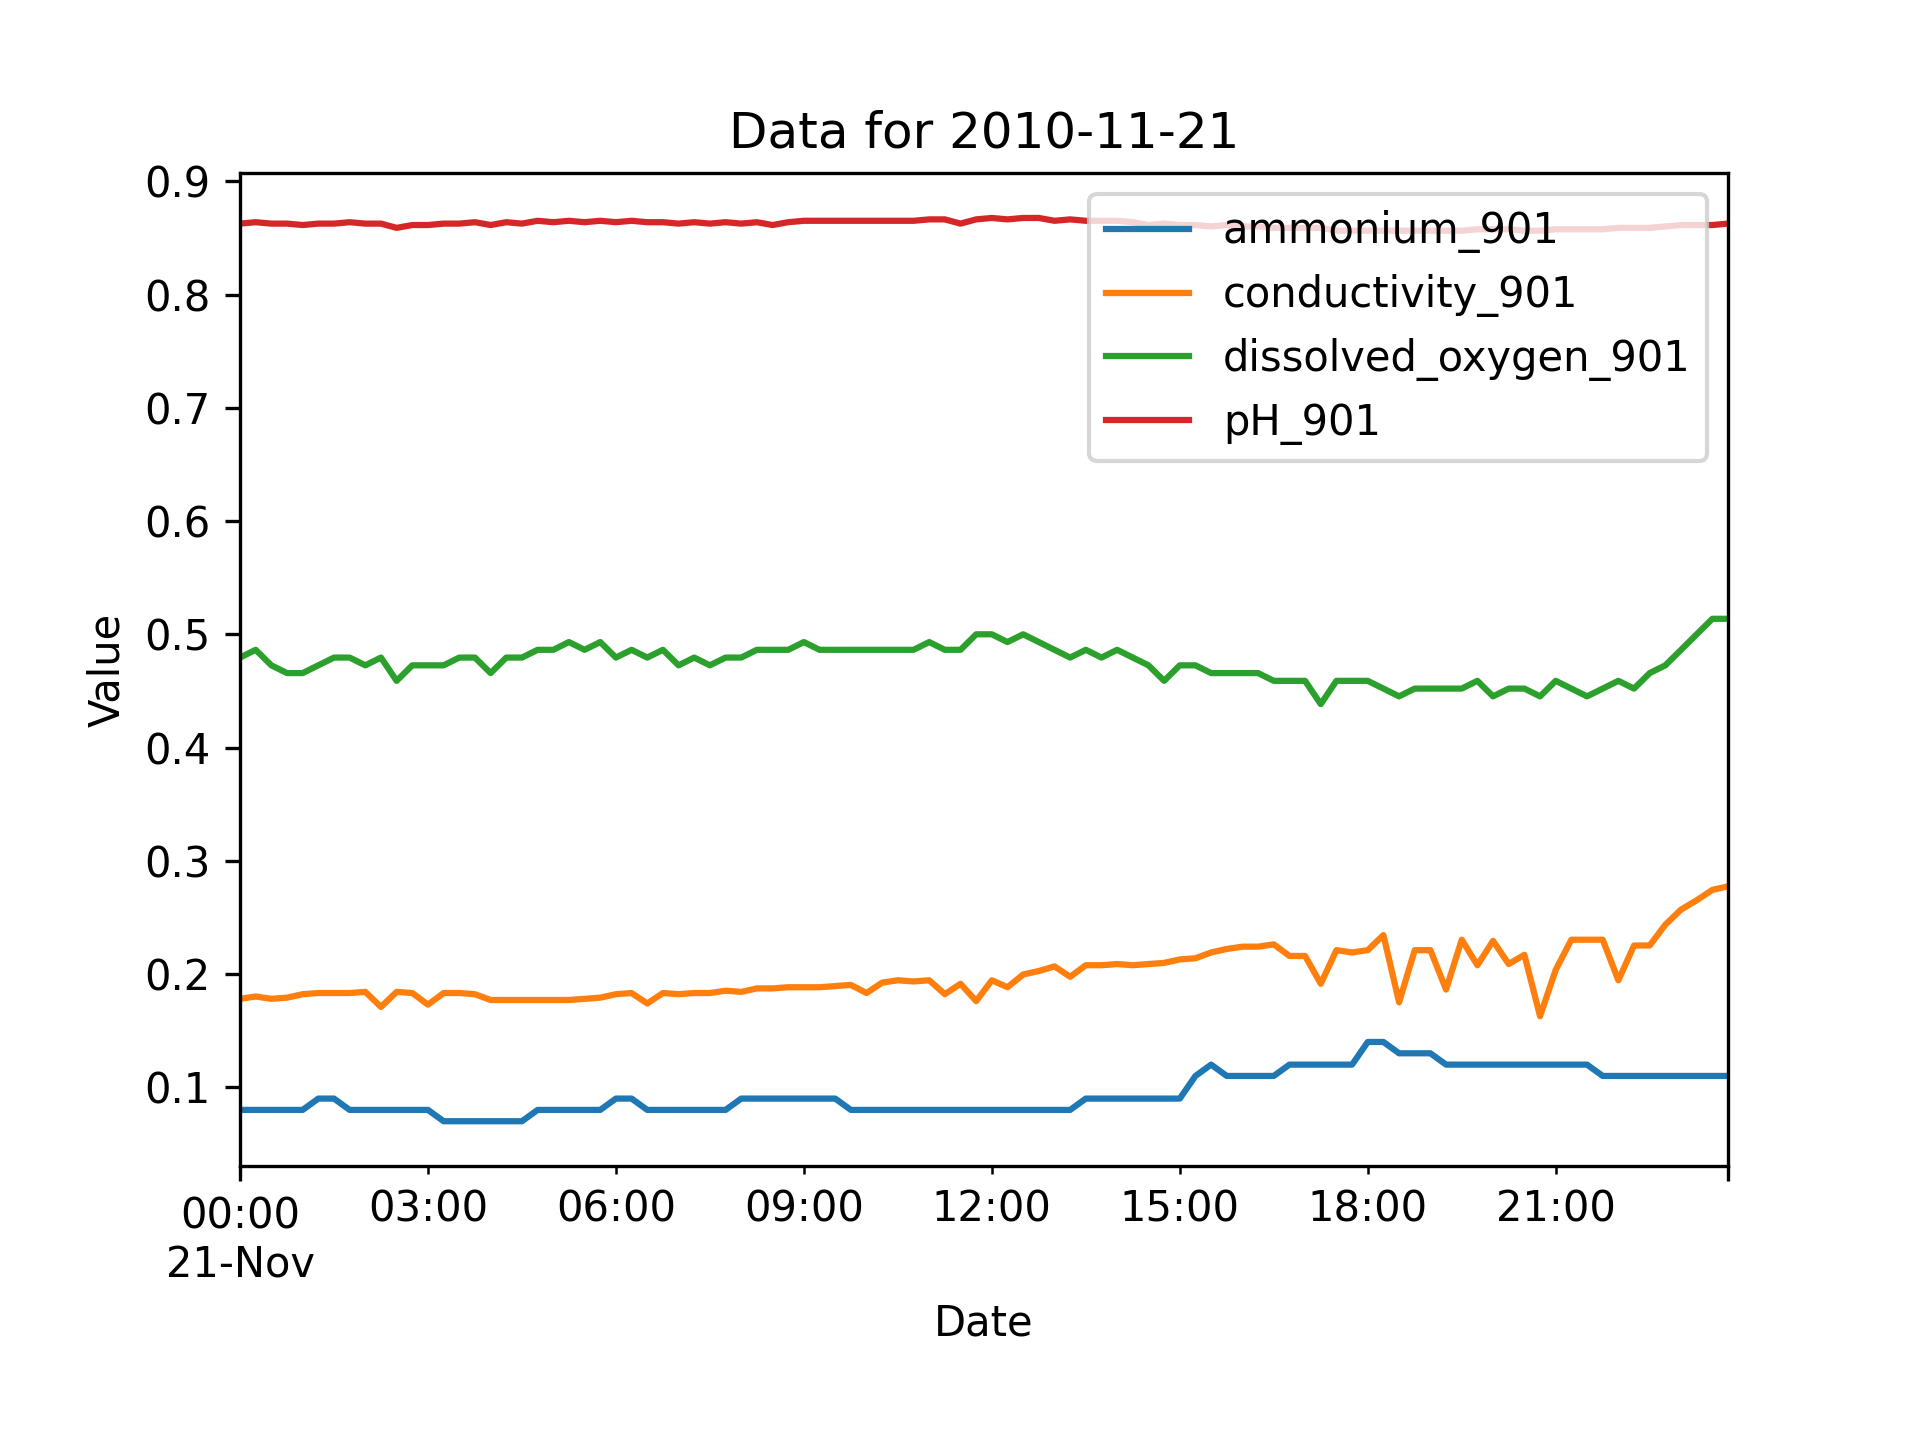 Data for 2010-11-21
0.9
0.8
0.7
0.6
0.5
0.4
0.3
0.2
0.1
Value
ammonium_901
conductivity_901
dissolved_oxygen_901
pH_901
00:00 03:00 06:00 09:00 12:00 15:00 18:00 21:00
21-Nov
Date